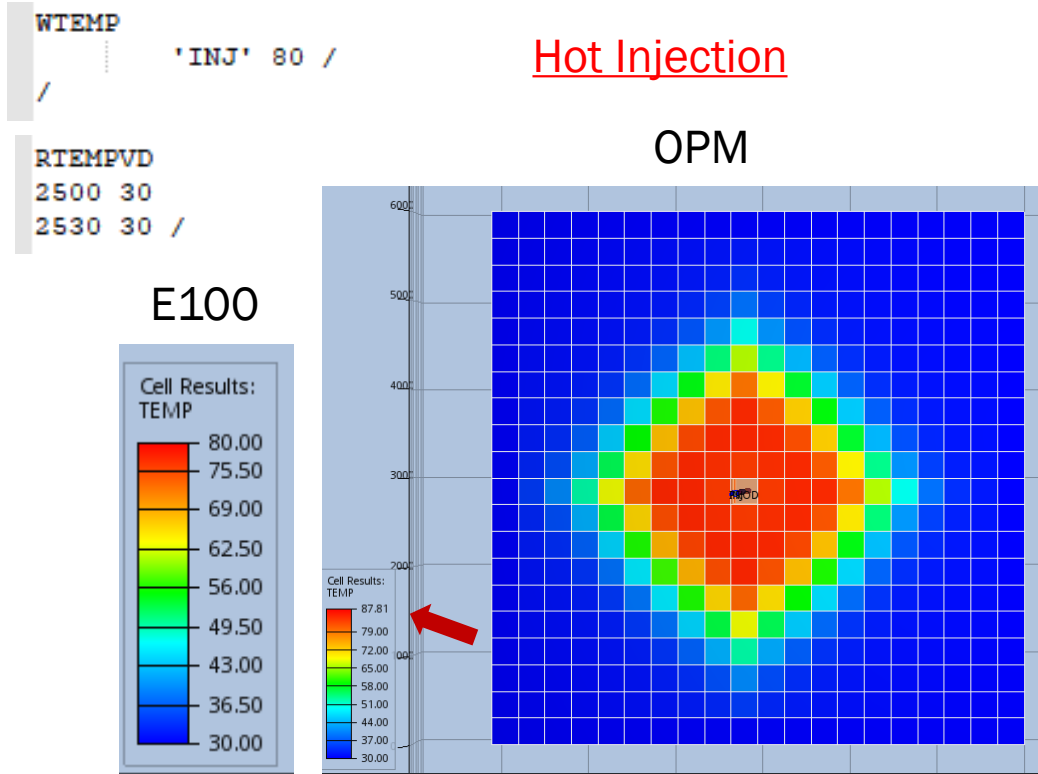 WTEMP
'INJ' 80 /
/
Hot Injection
RTEMPVD
2500 30
2530 30 /
OPM
E100
Cell Results:
TEMP
80.00
75.50
69.00
62.50
56.00
49.50
43.00
36.50
30.00
Cell Results:
TEMP
87.81
79.00
72.00
65.00
58.00
51.00
44.00
37.00
30.00